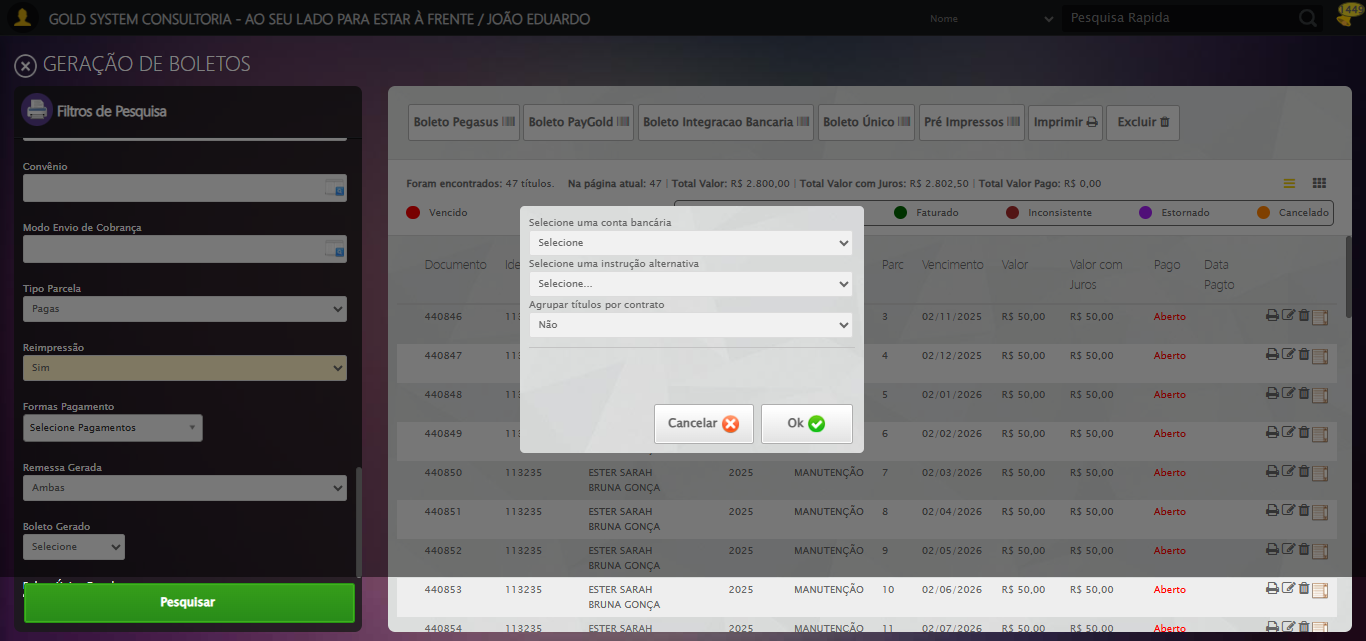 GOLD SYSTEM CONSULTORIA - AO SEU LADO PARA ESTAR À FRENTE / JOÃO EDUARDO
Nome
Pesquisa Rapida
GERAÇÃO DE BOLETOS
Filtros de Pesquisa
Convênio
Modo Envio de Cobrança
Tipo Parcela
Pagas
Reimpressão
Sim
Formas Pagamento
Selecione Pagamentos
Remessa Gerada
Ambas
Boleto Gerado
Selecione
Pesquisar
Boleto Pegasus Boleto PayGold Boleto Integracao Bancaria Boleto Único Pré Impressos Imprimir Excluir
Foram encontrados: 47 títulos. Na página atual: 47 | Total Valor: R$ 2.800,00 | Total Valor com Juros: R$ 2.802,50 | Total Valor Pago: R$ 0,00
Vencido Faturado Inconsistente Estornado Cancelado
Selecione uma conta bancária
Selecione
Selecione uma instrução alternativa
Selecione...
Agrupar títulos por contrato
Não
Cancelar Ok
Documento Parc Vencimento Valor Valor com Pago Data
Juros Pagto
440846 3 02/11/2025 R$ 50,00 R$ 50,00 Aberto
440847 4 02/12/2025 R$ 50,00 R$ 50,00 Aberto
440848 5 02/01/2026 R$ 50,00 R$ 50,00 Aberto
440849 6 02/02/2026 R$ 50,00 R$ 50,00 Aberto
440850 113235 ESTER SARAH 2025 MANUTENÇÃO 7 02/03/2026 R$ 50,00 R$ 50,00 Aberto
BRUNA GONÇA
440851 113235 ESTER SARAH 2025 MANUTENÇÃO 8 02/04/2026 R$ 50,00 R$ 50,00 Aberto
BRUNA GONÇA
440852 113235 ESTER SARAH 2025 MANUTENÇÃO 9 02/05/2026 R$ 50,00 R$ 50,00 Aberto
BRUNA GONÇA
440853 113235 ESTER SARAH 2025 MANUTENÇÃO 10 02/06/2026 R$ 50,00 R$ 50,00 Aberto
BRUNA GONÇA
440854 113235 ESTER SARAH 2025 MANUTENÇÃO 11 02/07/2026 R$ 50,00 R$ 50,00 Aberto